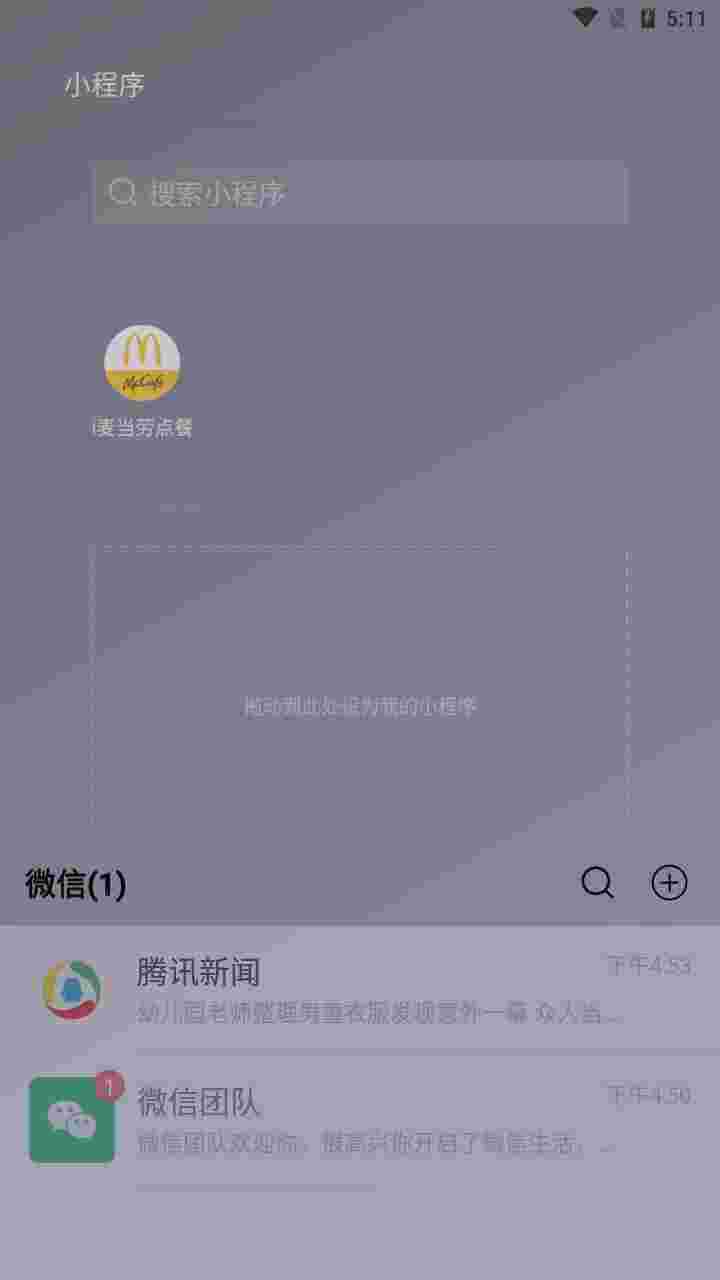 5:11
小程序
搜索小程序
McCafé
i麦当劳点餐
拖动到此处设为我的小程序
微信(1)
腾讯新闻
下午4:53
幼儿园老师整理男童衣服发现意外一幕 众人当...
1
微信团队
下午4:50
微信团队欢迎你。很高兴你开启了微信生活，...